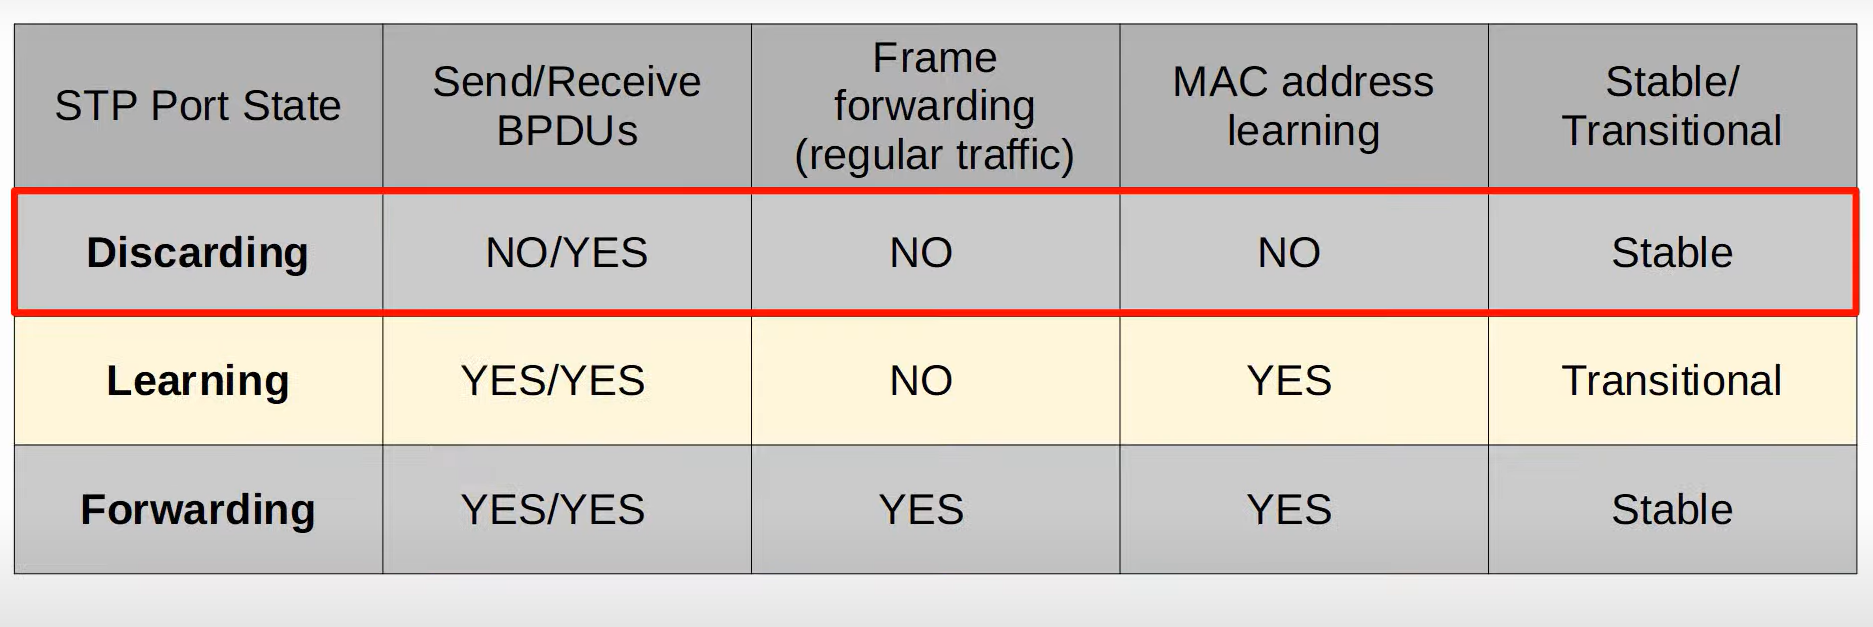 STP Port State
Send/Receive
BPDUs
Frame
forwarding
(regular traffic)
MAC address
learning
Stable/
Transitional
Discarding
NO/YES
NO
NO
Stable
Learning
YES/YES
NO
YES
Transitional
Forwarding
YES/YES
YES
YES
Stable